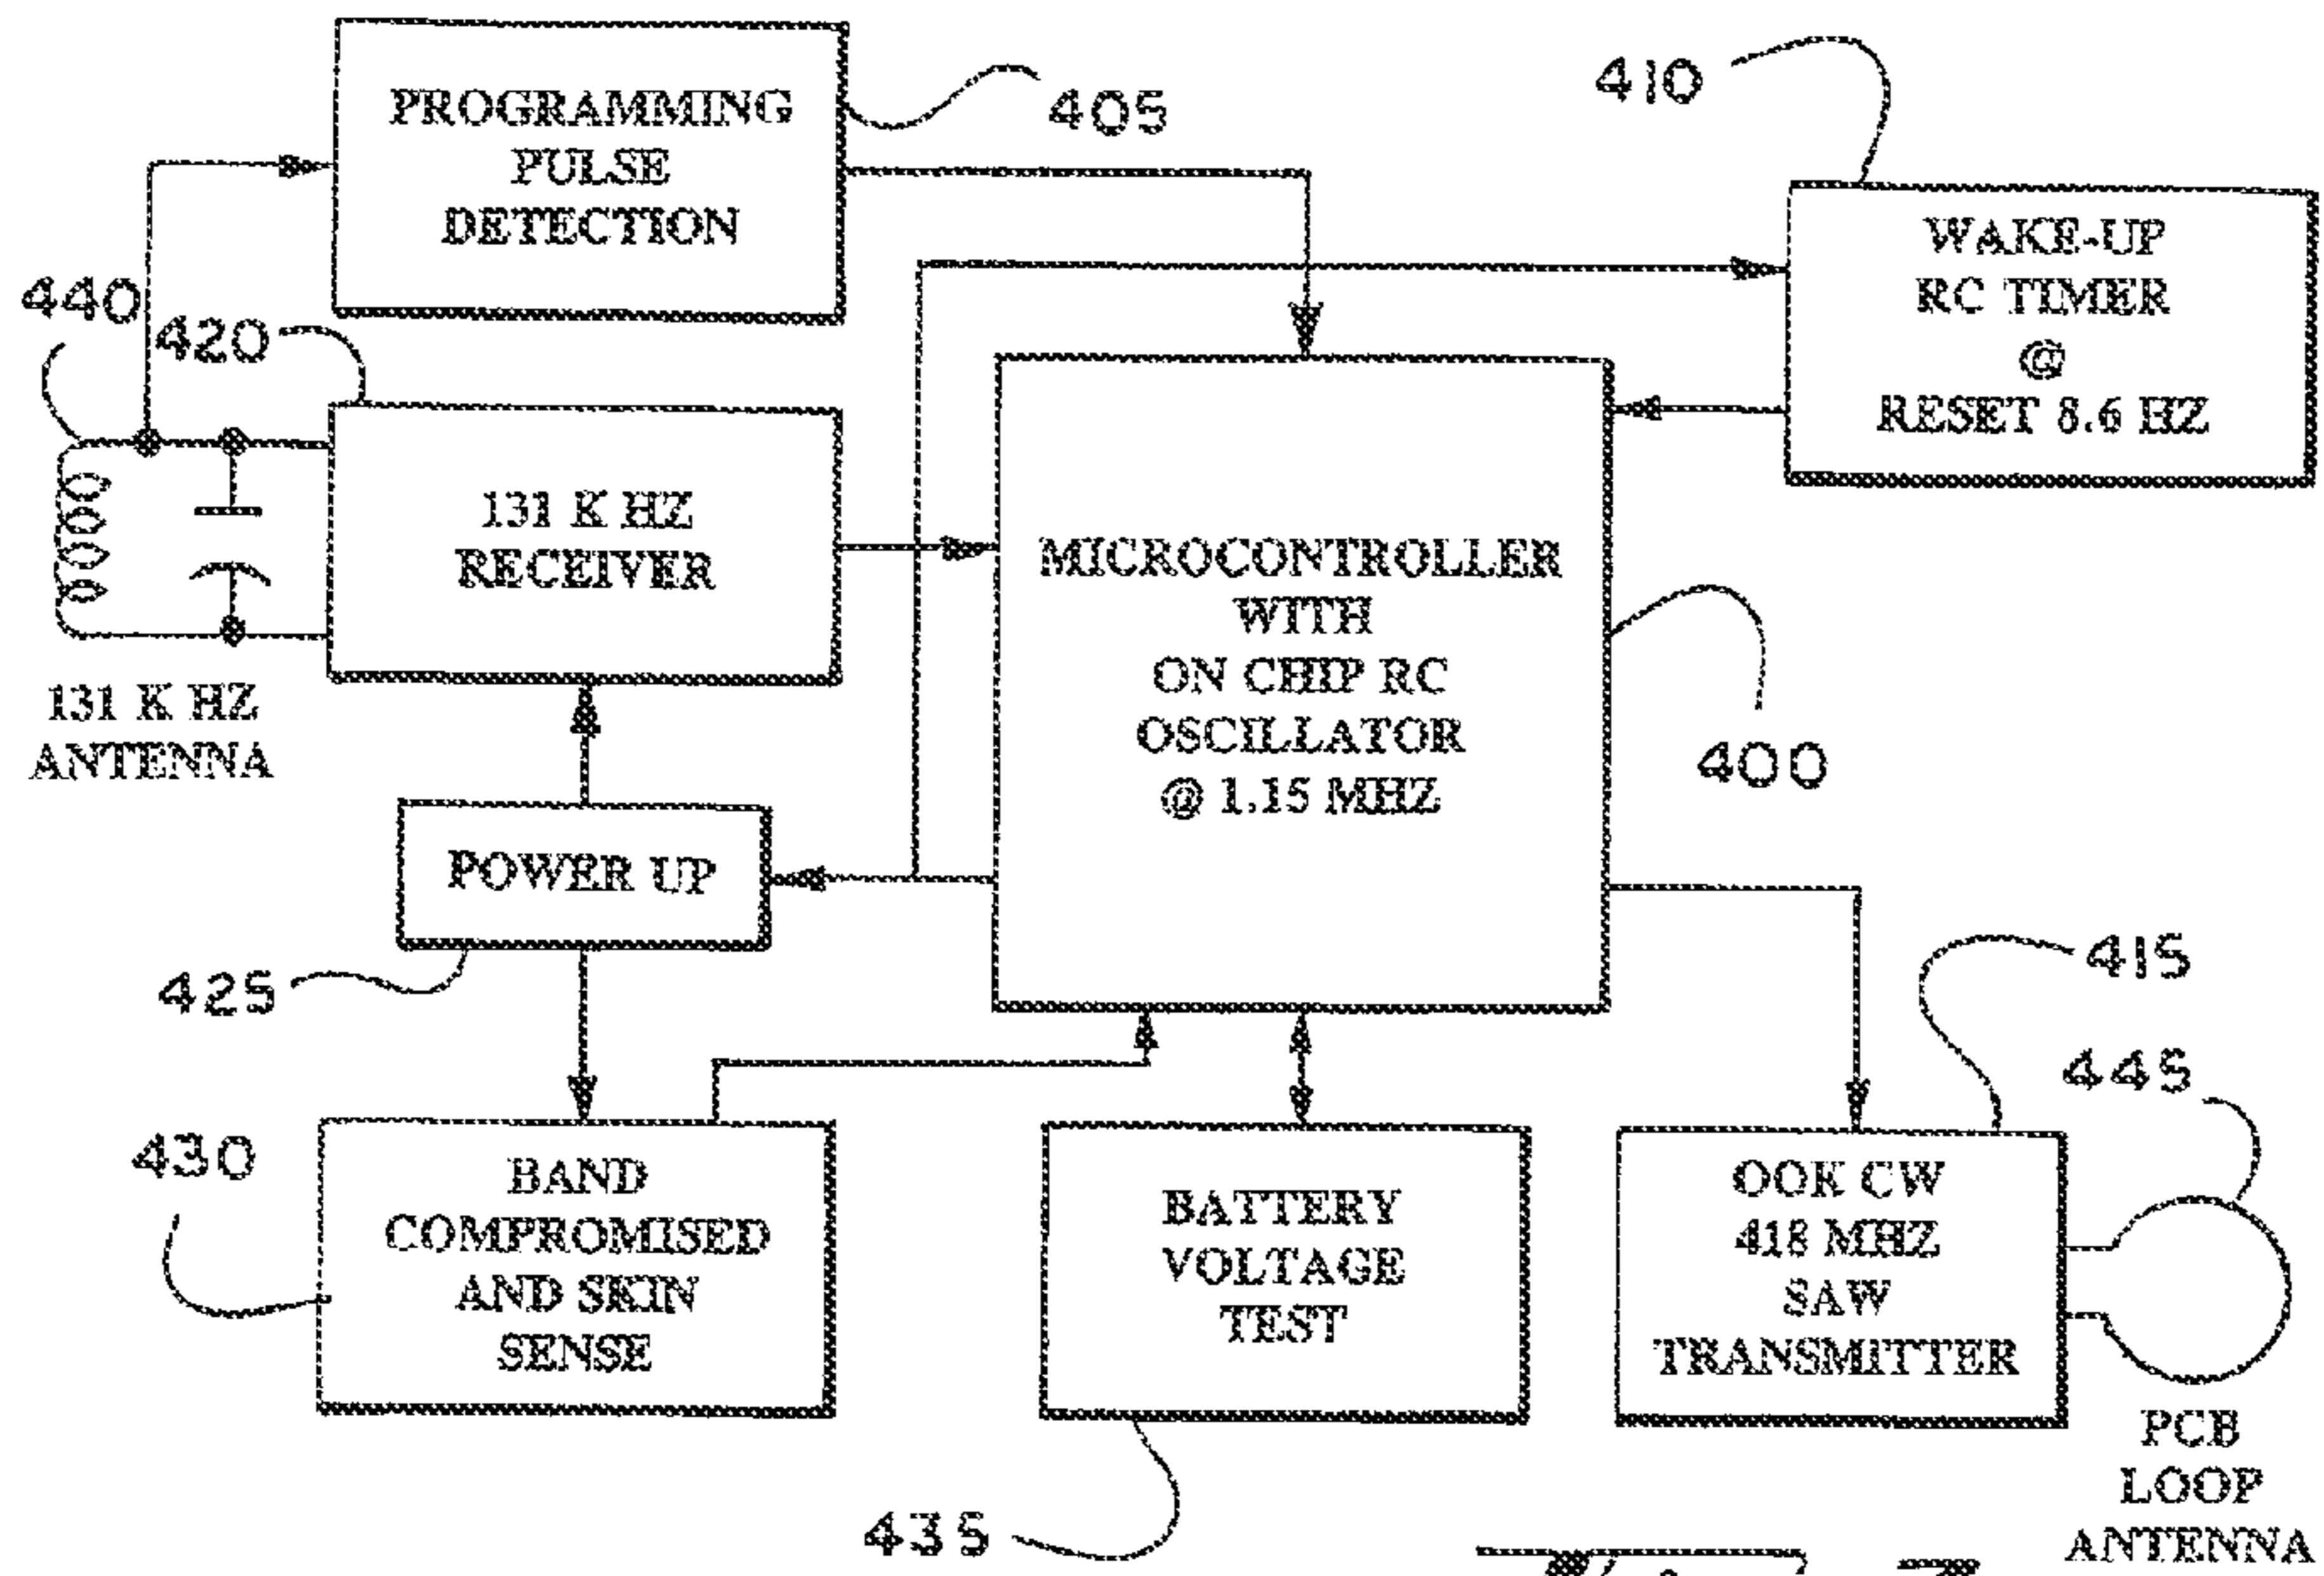 PROGRAMMING
PULSE
DETECTION
405
410
WAKE-UP
RC TIMER
@
RESET 8.6 HZ
440
420
131 K HZ
RECEIVER
131 K HZ
ANTENNA
MICROCONTROLLER
WITH
ON CHIP RC
OSCILLATOR
@ 1.15 MHZ
400
POWER UP
425
430
BAND
COMPROMISED
AND SKIN
SENSE
BATTERY
VOLTAGE
TEST
435
415
OOK CW
418 MHZ
SAW
TRANSMITTER
445
PCB
LOOP
ANTENNA